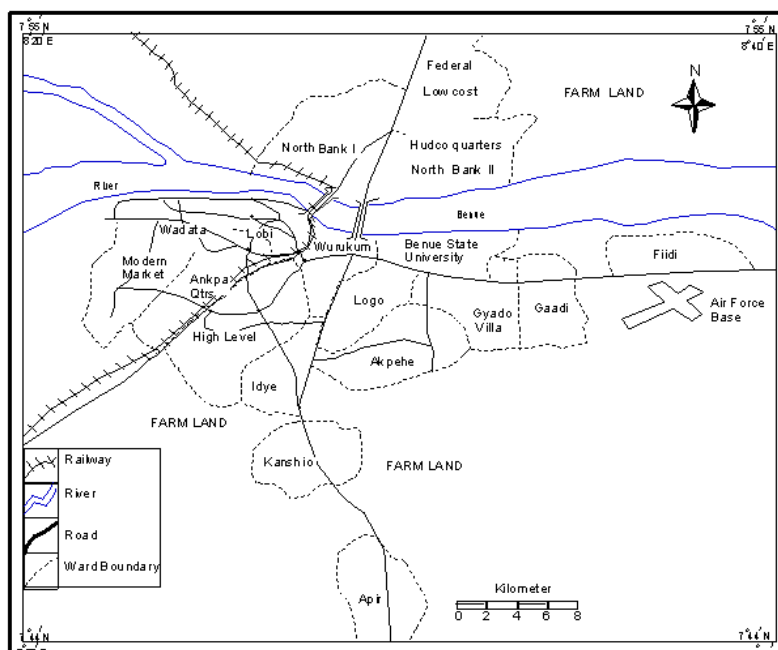 7°55' N
8°20' E
7°55' N
8°40' E
Federal
Low cost
FARM LAND
N
North Bank I
Hudco quarters
North Bank II
River
Benue
Wadata
Lobi
Wurukum
Benue State
University
Fiidi
Modern
Market
Ankpa
Qtrs
Logo
Gyado
Villa
Gaadi
Air Force
Base
High Level
Akpehe
Idye
FARM LAND
Kanshio
FARM LAND
Railway
River
Road
Ward Boundary
Apir
Kilometer
0 2 4 6 8
7°44 N
7°44 N